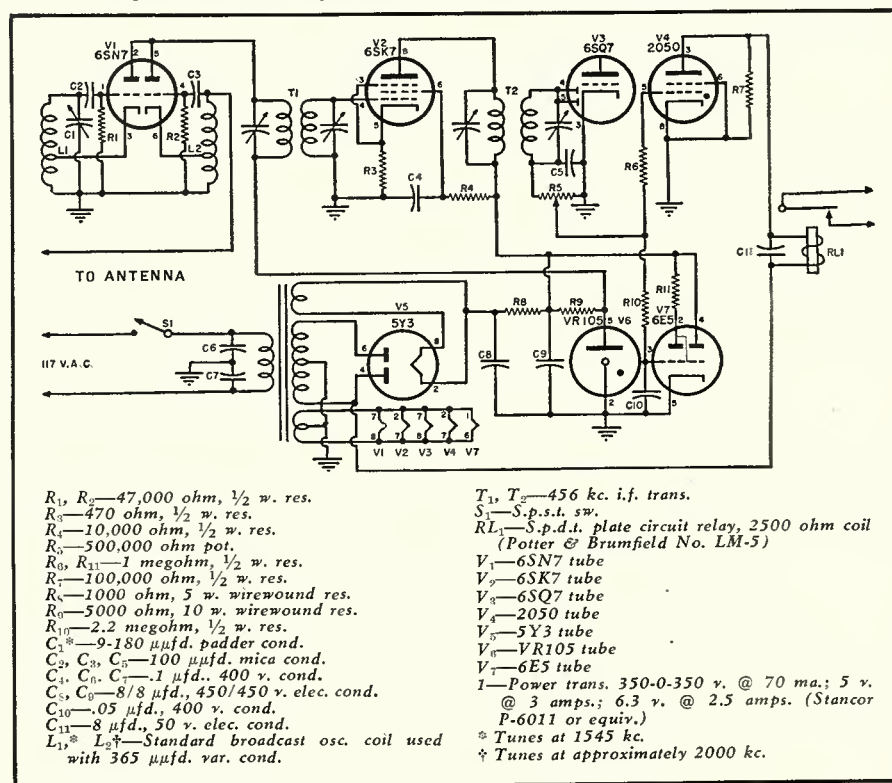 V1
6SN7
V2
6SK7
V3
6SQ7
V4
2050
C2
C3
C1
R1
R2
L1
L2
T1
T2
R3
C4
R4
C5
R5
R6
R7
TO ANTENNA
S1
117 V.A.C.
C6
C7
V5
5Y3
R8
R9
C8
C9
VR105
V6
R10
R11
V7
6E5
C10
C11
RL1
V1 V2 V3 V4 V7
R₁, R₂—47,000 ohm, ½ w. res.
R₃—470 ohm, ½ w. res.
R₄—10,000 ohm, ½ w. res.
R₅—500,000 ohm pot.
R₆, R₁₁—1 megohm, ½ w. res.
R₇—100,000 ohm, ½ w. res.
R₈—1000 ohm, 5 w. wirewound res.
R₉—5000 ohm, 10 w. wirewound res.
R₁₀—2.2 megohm, ½ w. res.
C₁*—9-180 μμfd. padder cond.
C₂, C₃, C₅—100 μμfd. mica cond.
C₄, C₆, C₇—.1 μfd., 400 v. cond.
C₈, C₉—8/8 μfd., 450/450 v. elec. cond.
C₁₀—.05 μfd., 400 v. cond.
C₁₁—8 μfd., 50 v. elec. cond.
L₁,* L₂†—Standard broadcast osc. coil used
with 365 μμfd. var. cond.
T₁, T₂—456 kc. i.f. trans.
S₁—S.p.s.t. sw.
RL₁—S.p.d.t. plate circuit relay, 2500 ohm coil
(Potter & Brumfield No. LM-5)
V₁—6SN7 tube
V₂—6SK7 tube
V₃—6SQ7 tube
V₄—2050 tube
V₅—5Y3 tube
V₆—VR105 tube
V₇—6E5 tube
1—Power trans. 350-0-350 v. @ 70 ma.; 5 v.
@ 3 amps.; 6.3 v. @ 2.5 amps. (Stancor
P-6011 or equiv.)
* Tunes at 1545 kc.
† Tunes at approximately 2000 kc.